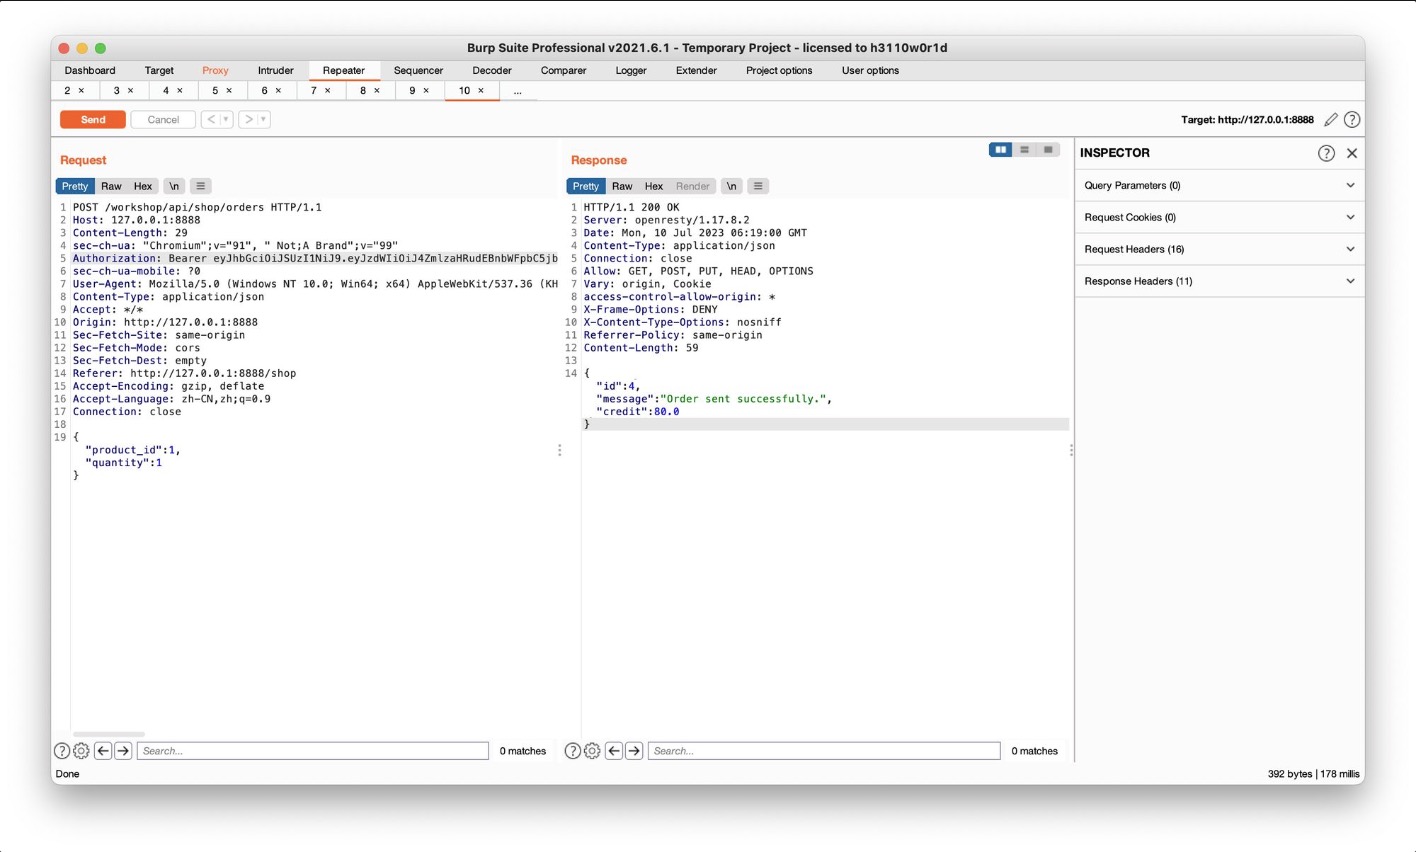 Burp Suite Professional v2021.6.1 - Temporary Project - licensed to h3110w0r1d
Dashboard Target Proxy Intruder Repeater Sequencer Decoder Comparer Logger Extender Project options User options
2 × 3 × 4 × 5 × 6 × 7 × 8 × 9 × 10 × ...
Send Cancel < > Target: http://127.0.0.1:8888
Request
Pretty Raw Hex \n
1 POST /workshop/api/shop/orders HTTP/1.1
2 Host: 127.0.0.1:8888
3 Content-Length: 29
4 sec-ch-ua: "Chromium";v="91", " Not;A Brand";v="99"
5 Authorization: Bearer eyJhbGciOiJSUzI1NiJ9.eyJzdWIiOiJ4ZmlzaHRudEBnbWFpbC5jb
6 sec-ch-ua-mobile: ?0
7 User-Agent: Mozilla/5.0 (Windows NT 10.0; Win64; x64) AppleWebKit/537.36 (KH
8 Content-Type: application/json
9 Accept: */*
10 Origin: http://127.0.0.1:8888
11 Sec-Fetch-Site: same-origin
12 Sec-Fetch-Mode: cors
13 Sec-Fetch-Dest: empty
14 Referer: http://127.0.0.1:8888/shop
15 Accept-Encoding: gzip, deflate
16 Accept-Language: zh-CN,zh;q=0.9
17 Connection: close
18
19 {
"product_id":1,
"quantity":1
}
Search... 0 matches
Response
Pretty Raw Hex Render \n
1 HTTP/1.1 200 OK
2 Server: openresty/1.17.8.2
3 Date: Mon, 10 Jul 2023 06:19:00 GMT
4 Content-Type: application/json
5 Connection: close
6 Allow: GET, POST, PUT, HEAD, OPTIONS
7 Vary: origin, Cookie
8 access-control-allow-origin: *
9 X-Frame-Options: DENY
10 X-Content-Type-Options: nosniff
11 Referrer-Policy: same-origin
12 Content-Length: 59
13
14 {
"id":4,
"message":"Order sent successfully.",
"credit":80.0
}
Search... 0 matches
INSPECTOR
Query Parameters (0)
Request Cookies (0)
Request Headers (16)
Response Headers (11)
Done
392 bytes | 178 millis